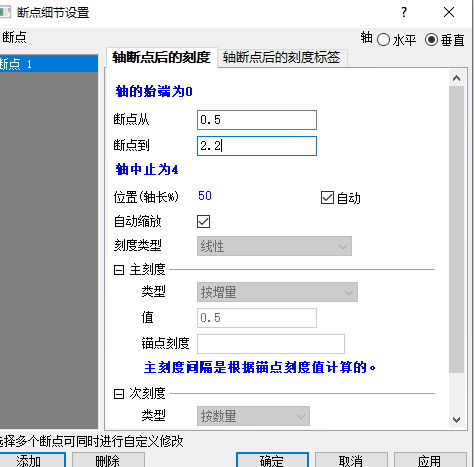 断点细节设置
断点
轴 水平 垂直
断点 1
轴断点后的刻度 轴断点后的刻度标签
轴的始端为0
断点从 0.5
断点到 2.2
轴中止为4
位置(轴长%) 50 自动
自动缩放
刻度类型 线性
主刻度
类型 按增量
值 0.5
锚点刻度
主刻度间隔是根据锚点刻度值计算的。
次刻度
类型 按数量
选择多个断点可同时进行自定义修改
添加 删除 确定 取消 应用